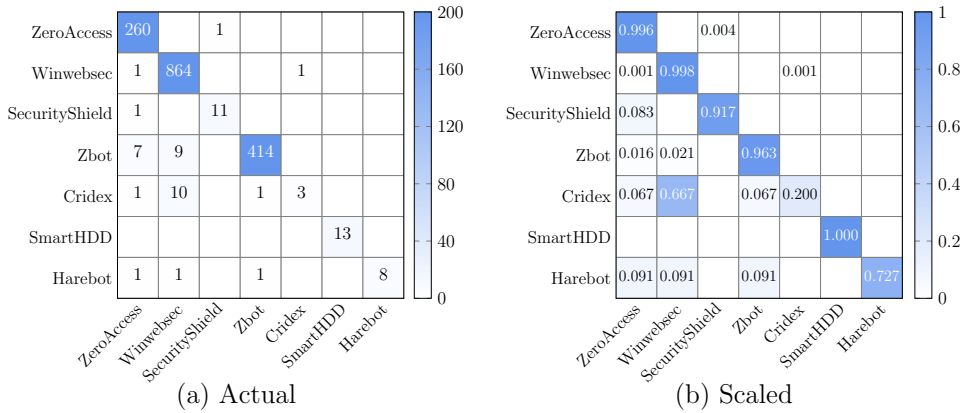 ZeroAccess 260 1
Winwebsec 1 864 1
SecurityShield 1 11
Zbot 7 9 414
Cridex 1 10 1 3
SmartHDD 13
Harebot 1 1 1 8
ZeroAccess
Winwebsec
SecurityShield
Zbot
Cridex
SmartHDD
Harebot
200
160
120
80
40
0
(a) Actual
ZeroAccess 0.996 0.004
Winwebsec 0.001 0.998 0.001
SecurityShield 0.083 0.917
Zbot 0.016 0.021 0.963
Cridex 0.067 0.667 0.067 0.200
SmartHDD 1.000
Harebot 0.091 0.091 0.091 0.727
ZeroAccess
Winwebsec
SecurityShield
Zbot
Cridex
SmartHDD
Harebot
1
0.8
0.6
0.4
0.2
0
(b) Scaled